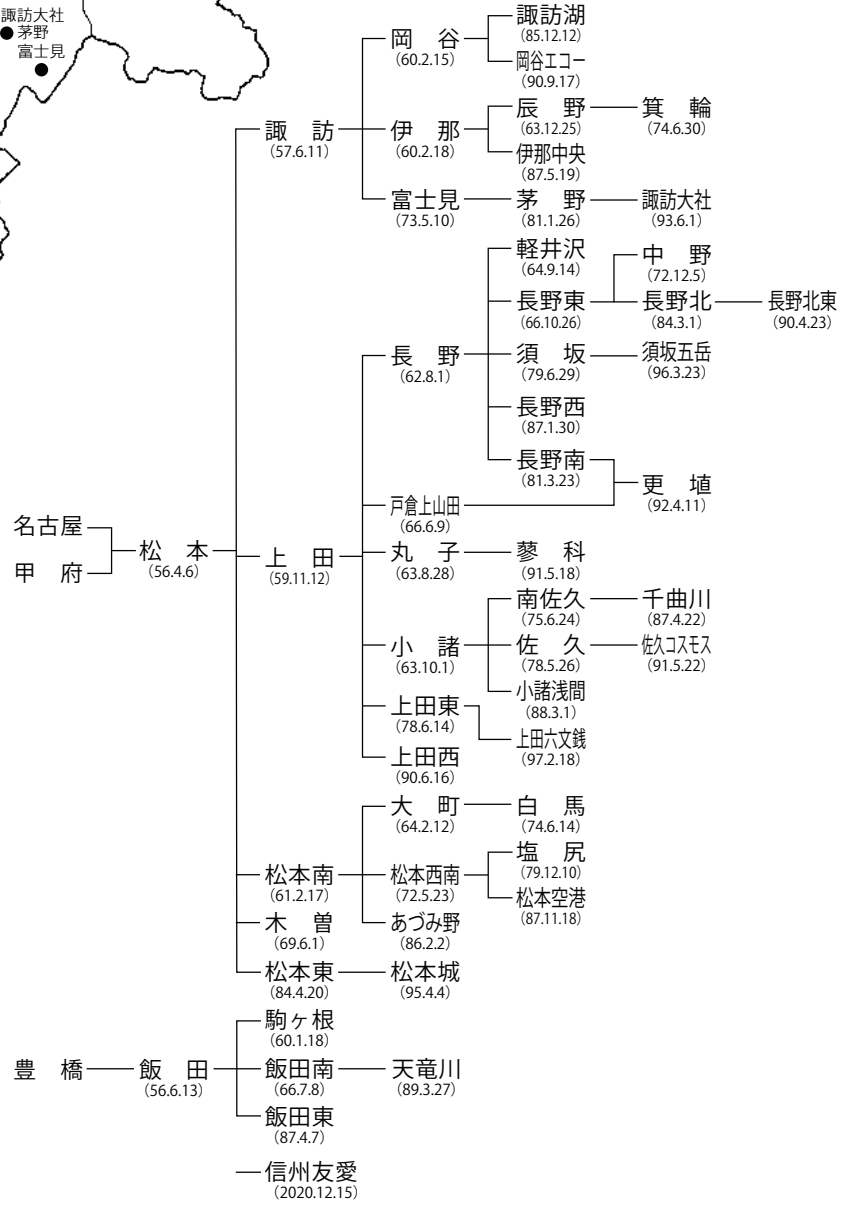 諏訪大社
茅野
富士見
諏訪湖
(85.12.12)
岡谷
(60.2.15)
岡谷エコー
(90.9.17)
辰野
(63.12.25)
箕輪
(74.6.30)
諏訪
(57.6.11)
伊那
(60.2.18)
伊那中央
(87.5.19)
富士見
(73.5.10)
茅野
(81.1.26)
諏訪大社
(93.6.1)
軽井沢
(64.9.14)
中野
(72.12.5)
長野東
(66.10.26)
長野北
(84.3.1)
長野北東
(90.4.23)
長野
(62.8.1)
須坂
(79.6.29)
須坂五岳
(96.3.23)
長野西
(87.1.30)
長野南
(81.3.23)
更埴
(92.4.11)
戸倉上山田
(66.6.9)
名古屋
甲府
松本
(56.4.6)
上田
(59.11.12)
丸子
(63.8.28)
蓼科
(91.5.18)
南佐久
(75.6.24)
千曲川
(87.4.22)
小諸
(63.10.1)
佐久
(78.5.26)
佐久コスモス
(91.5.22)
小諸浅間
(88.3.1)
上田東
(78.6.14)
上田六文銭
(97.2.18)
上田西
(90.6.16)
大町
(64.2.12)
白馬
(74.6.14)
松本南
(61.2.17)
松本西南
(72.5.23)
塩尻
(79.12.10)
松本空港
(87.11.18)
あづみ野
(86.2.2)
木曽
(69.6.1)
松本東
(84.4.20)
松本城
(95.4.4)
駒ヶ根
(60.1.18)
豊橋
飯田
(56.6.13)
飯田南
(66.7.8)
天竜川
(89.3.27)
飯田東
(87.4.7)
信州友愛
(2020.12.15)